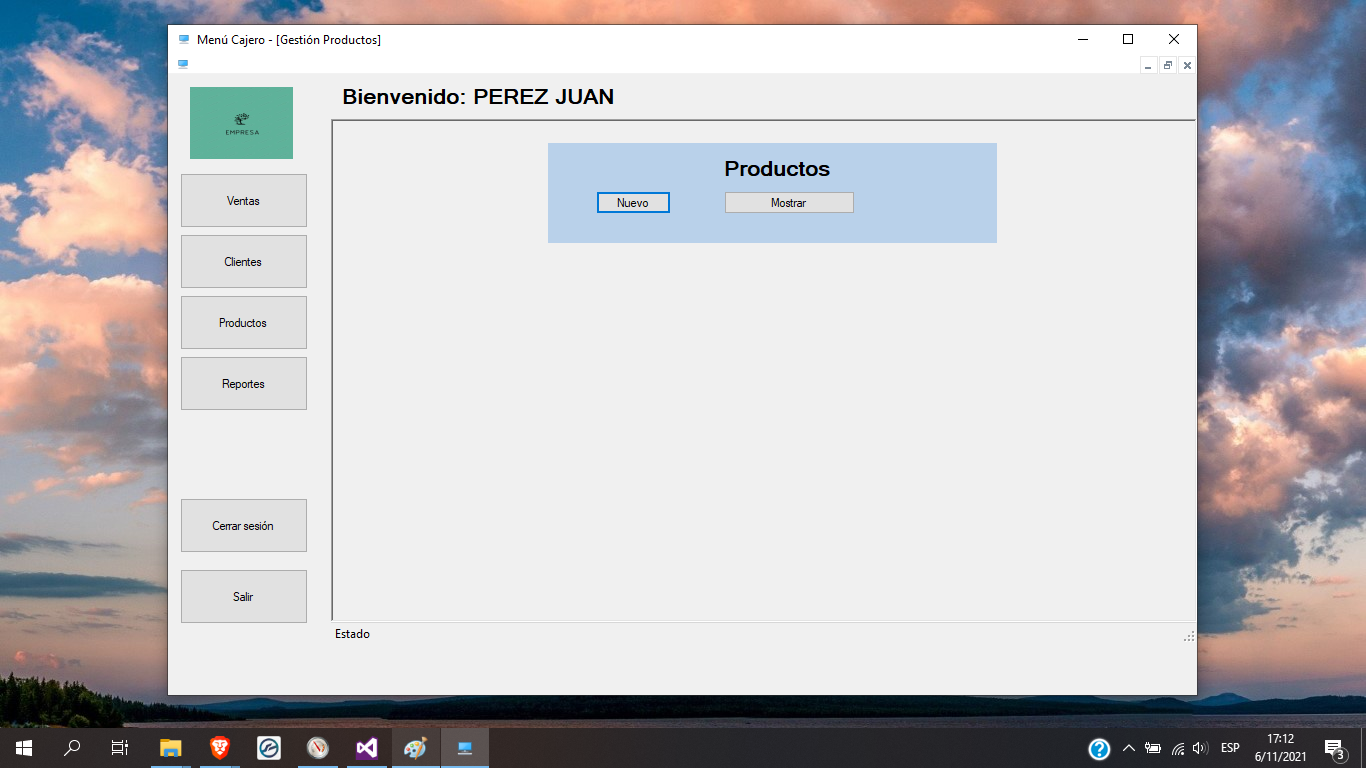 Menú Cajero - [Gestión Productos]
Bienvenido: PEREZ JUAN
EMPRESA
Productos
Nuevo
Mostrar
Ventas
Clientes
Productos
Reportes
Cerrar sesión
Salir
Estado
ESP
17:12
6/11/2021
3